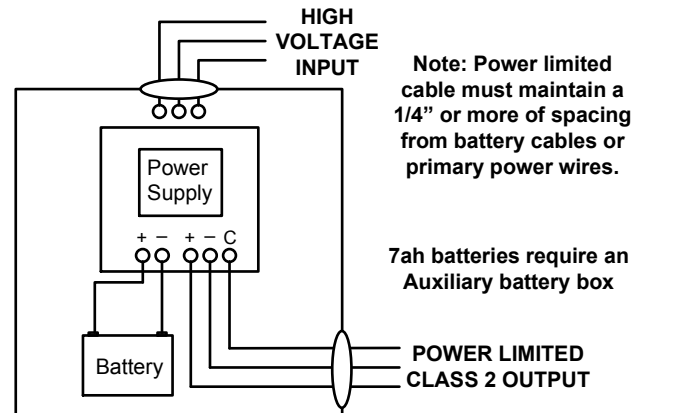 HIGH
VOLTAGE
INPUT
Note: Power limited
cable must maintain a
1/4” or more of spacing
from battery cables or
primary power wires.
Power
Supply
+ – + – C
7ah batteries require an
Auxiliary battery box
Battery
POWER LIMITED
CLASS 2 OUTPUT